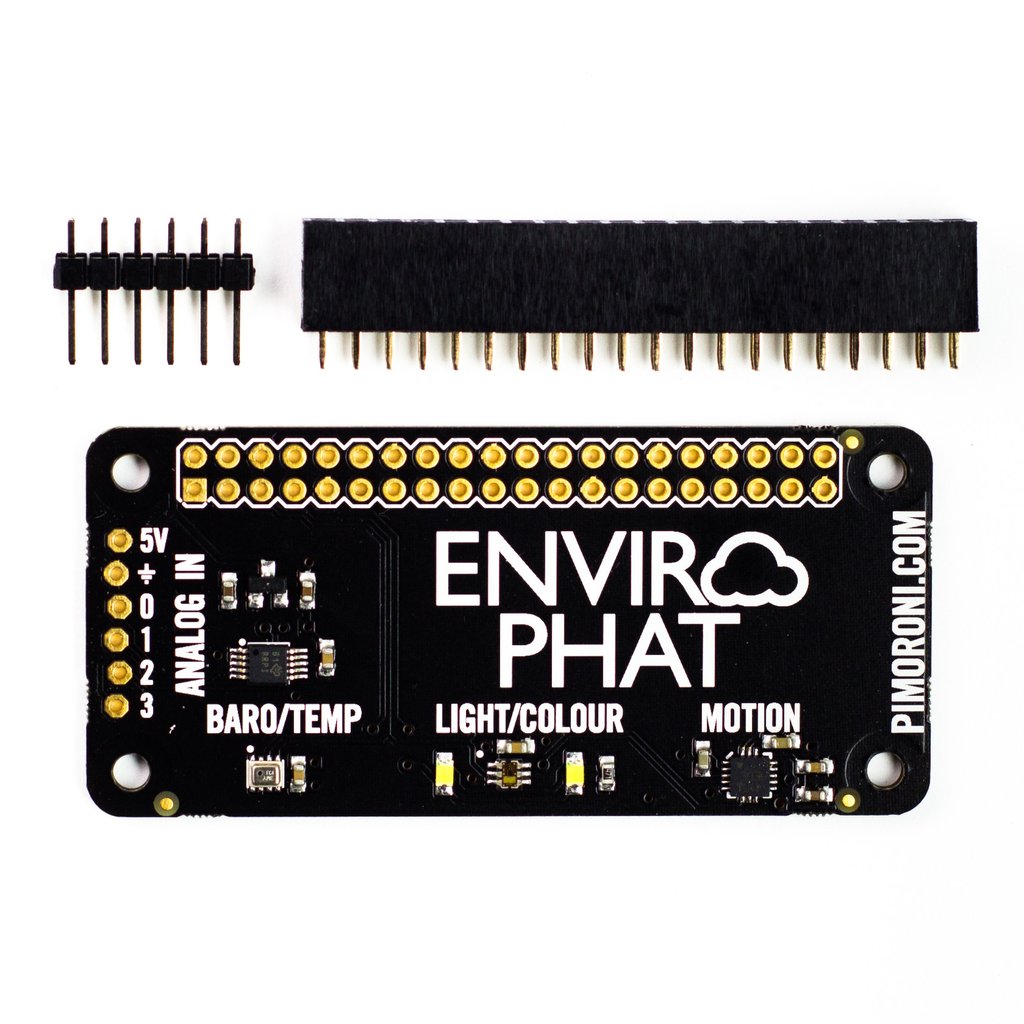 5V
0
1
2
3
ANALOG IN
ENVIRO
PHAT
BARO/TEMP
LIGHT/COLOUR
MOTION
PIMORONI.COM